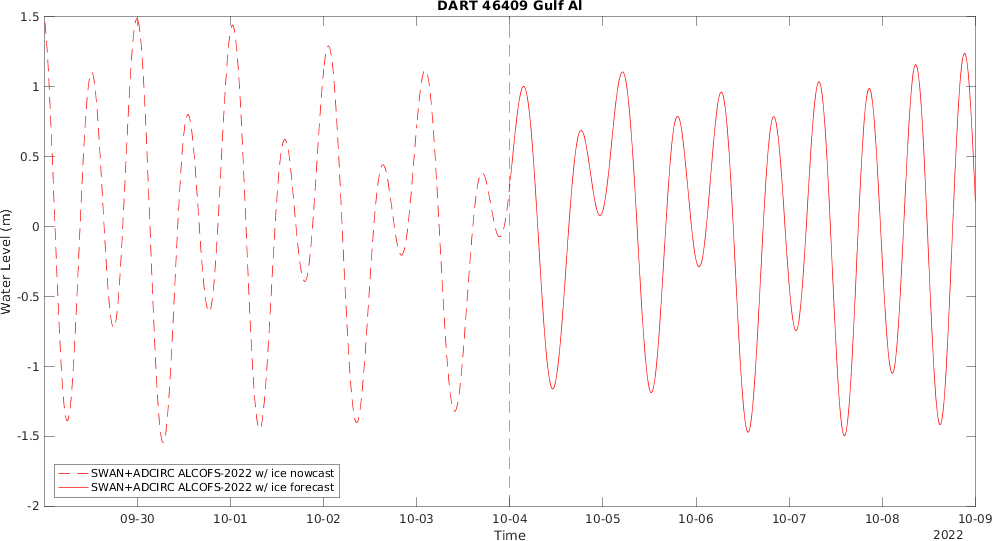 DART 46409 Gulf Al
1.5
1
0.5
0
-0.5
-1
-1.5
-2
Water Level (m)
SWAN+ADCIRC ALCOFS-2022 w/ ice nowcast
SWAN+ADCIRC ALCOFS-2022 w/ ice forecast
09-30 10-01 10-02 10-03 10-04 10-05 10-06 10-07 10-08 10-09
Time
2022